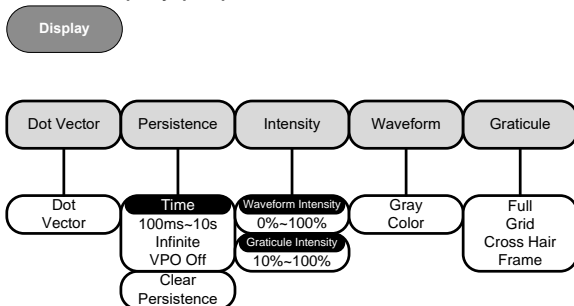 Display
Dot Vector
Persistence
Intensity
Waveform
Graticule
Dot
Vector
Time
100ms~10s
Infinite
VPO Off
Clear
Persistence
Waveform Intensity
0%~100%
Graticule Intensity
10%~100%
Gray
Color
Full
Grid
Cross Hair
Frame